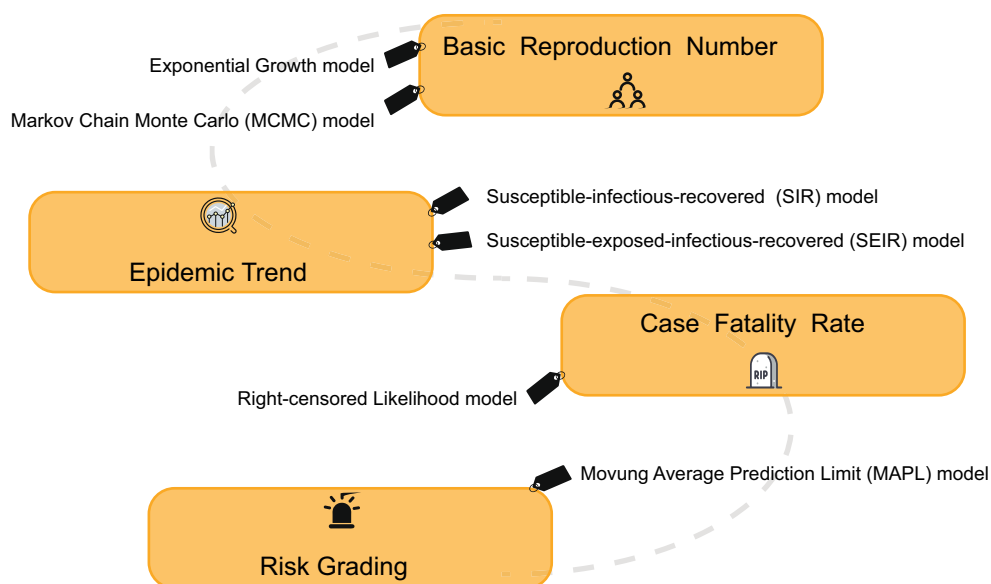 Basic Reproduction Number
Exponential Growth model
Markov Chain Monte Carlo (MCMC) model
Susceptible-infectious-recovered (SIR) model
Susceptible-exposed-infectious-recovered (SEIR) model
Epidemic Trend
Case Fatality Rate
RIP
Right-censored Likelihood model
Movung Average Prediction Limit (MAPL) model
Risk Grading